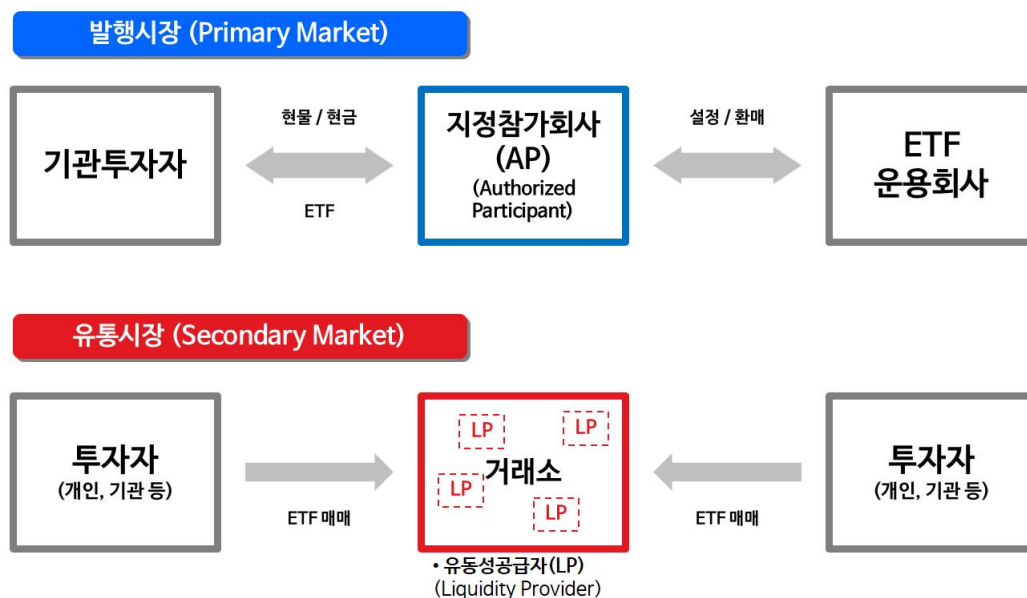 발행시장 (Primary Market)
기관투자자
현물 / 현금
ETF
지정참가회사
(AP)
(Authorized
Participant)
설정 / 환매
ETF
운용회사
유통시장 (Secondary Market)
투자자
(개인, 기관 등)
ETF 매매
LP
LP
거래소
LP
LP
ETF 매매
투자자
(개인, 기관 등)
• 유동성공급자(LP)
(Liquidity Provider)